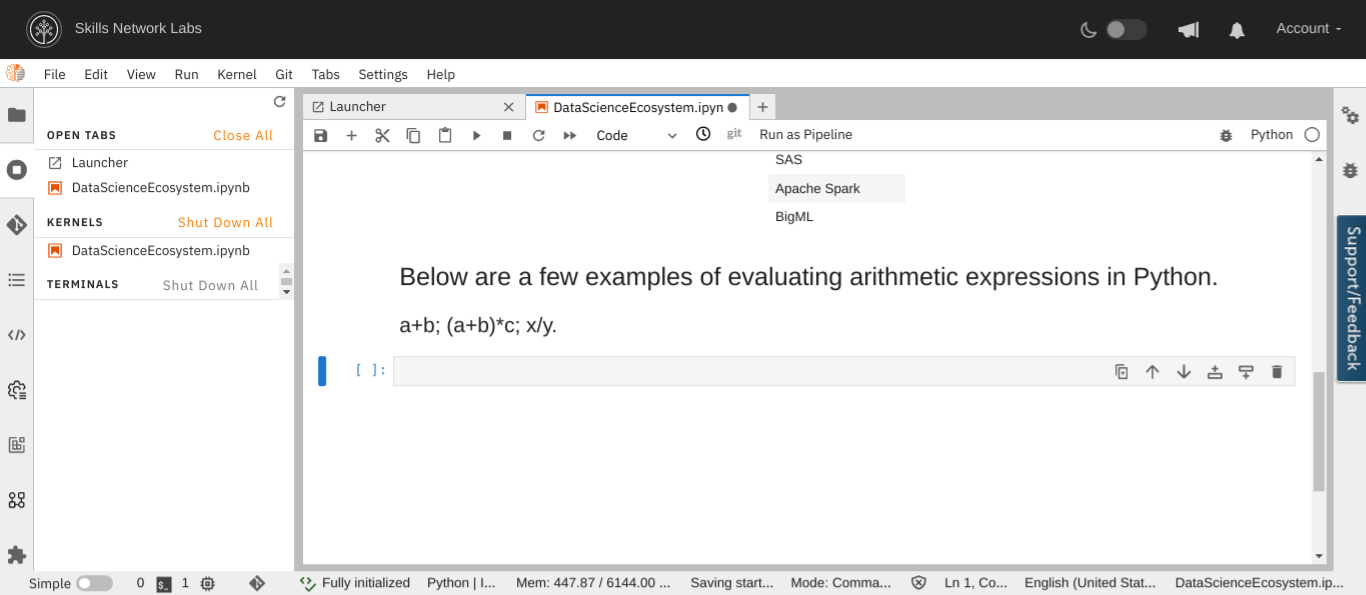 Skills Network Labs
Account
File Edit View Run Kernel Git Tabs Settings Help
Launcher
DataScienceEcosystem.ipyn
OPEN TABS Close All
Launcher
DataScienceEcosystem.ipynb
KERNELS Shut Down All
DataScienceEcosystem.ipynb
TERMINALS Shut Down All
Code
git
Run as Pipeline
Python
SAS
Apache Spark
BigML
Below are a few examples of evaluating arithmetic expressions in Python.
a+b; (a+b)*c; x/y.
[ ]:
Support/Feedback
Simple 0 $_ 1 Fully initialized Python | I... Mem: 447.87 / 6144.00 ... Saving start... Mode: Comma... Ln 1, Co... English (United Stat... DataScienceEcosystem.ip...